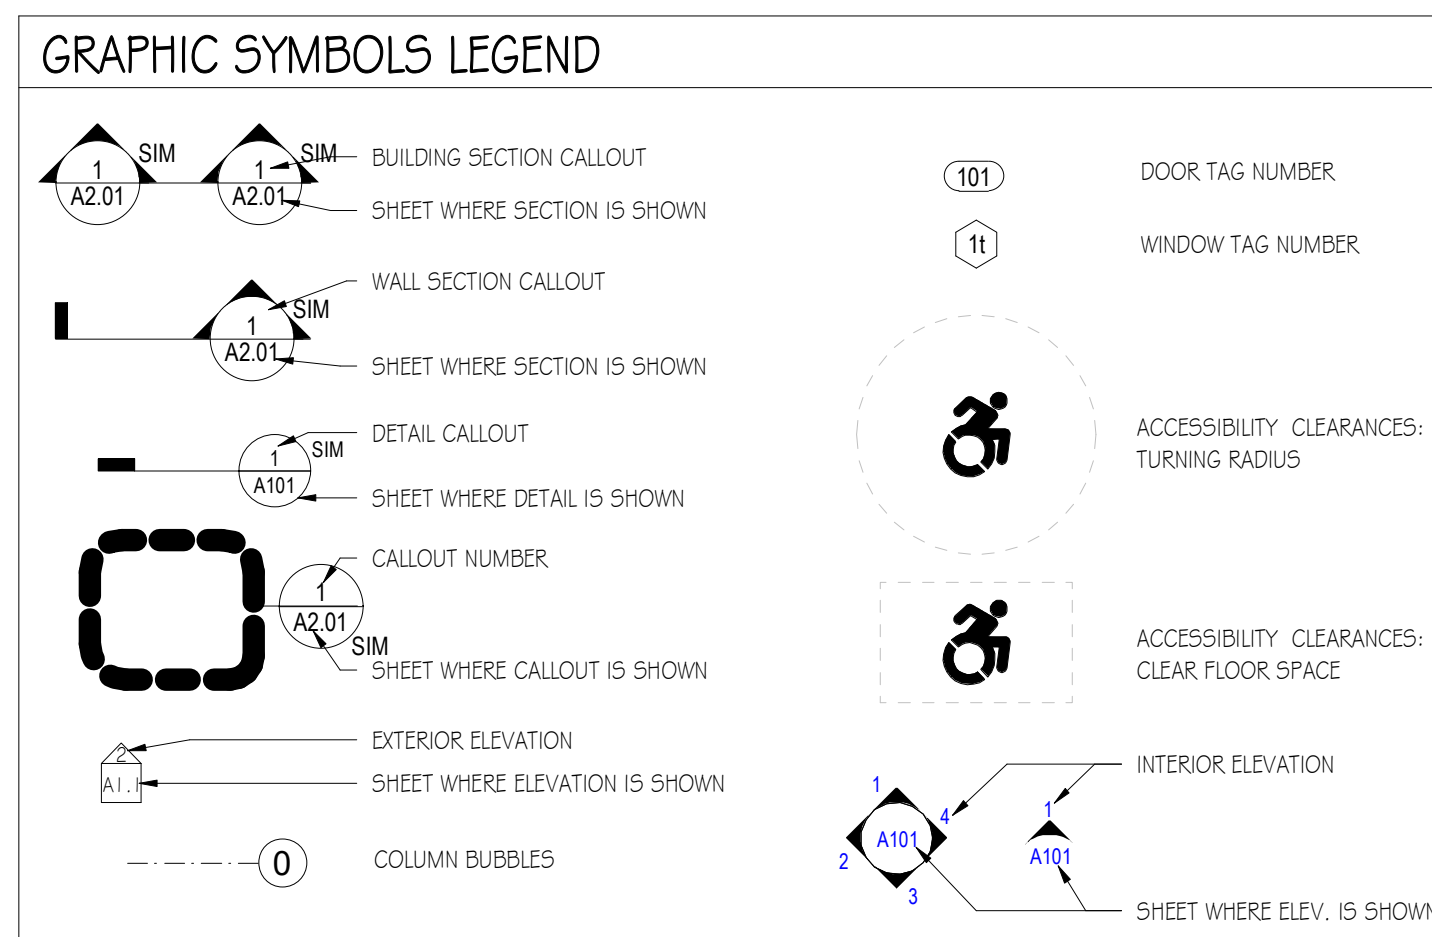 GRAPHIC SYMBOLS LEGEND
1
A2.01
SIM
1
A2.01
SIM
BUILDING SECTION CALLOUT
SHEET WHERE SECTION IS SHOWN
1
A2.01
SIM
WALL SECTION CALLOUT
SHEET WHERE SECTION IS SHOWN
1
A101
SIM
DETAIL CALLOUT
SHEET WHERE DETAIL IS SHOWN
1
A2.01
SIM
CALLOUT NUMBER
SHEET WHERE CALLOUT IS SHOWN
2
A1.1
EXTERIOR ELEVATION
SHEET WHERE ELEVATION IS SHOWN
0
COLUMN BUBBLES
101
DOOR TAG NUMBER
1t
WINDOW TAG NUMBER
ACCESSIBILITY CLEARANCES:
TURNING RADIUS
ACCESSIBILITY CLEARANCES:
CLEAR FLOOR SPACE
1
4
A101
2
3
1
A101
INTERIOR ELEVATION
SHEET WHERE ELEV. IS SHOWN